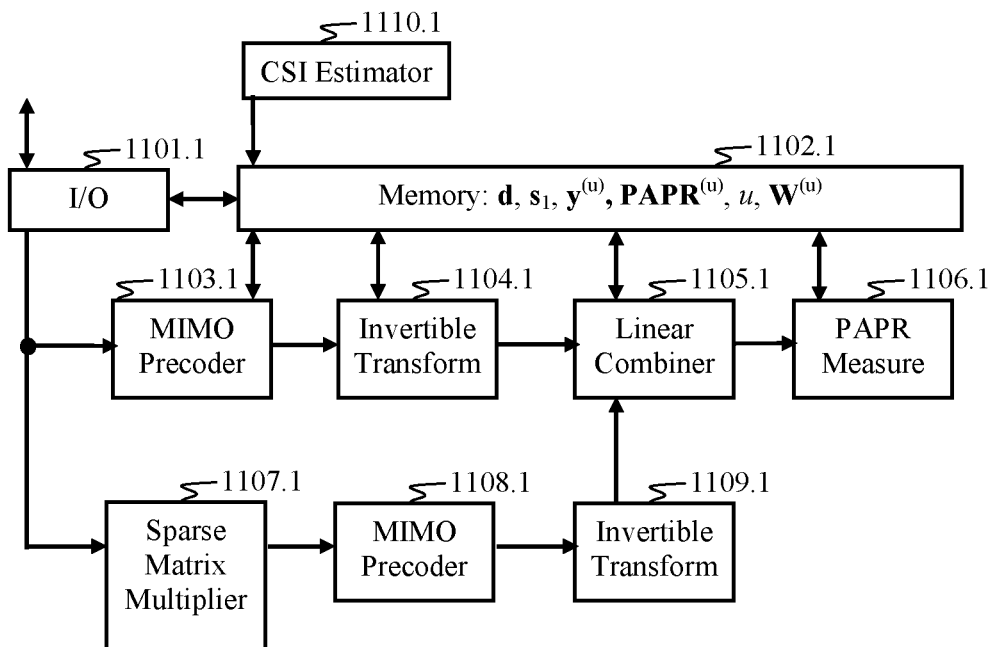 1110.1
CSI Estimator
1101.1
I/O
1102.1
Memory: d, s₁, y⁽ᵘ⁾, PAPR⁽ᵘ⁾, u, W⁽ᵘ⁾
1103.1
MIMO
Precoder
1104.1
Invertible
Transform
1105.1
Linear
Combiner
1106.1
PAPR
Measure
1107.1
Sparse
Matrix
Multiplier
1108.1
MIMO
Precoder
1109.1
Invertible
Transform